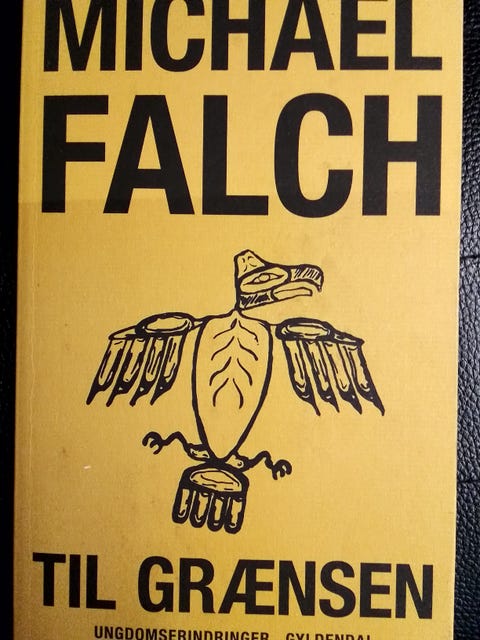 MICHAEL
FALCH
TIL GRÆNSEN
UNGDOMSERINDRINGER GYLDENDAL